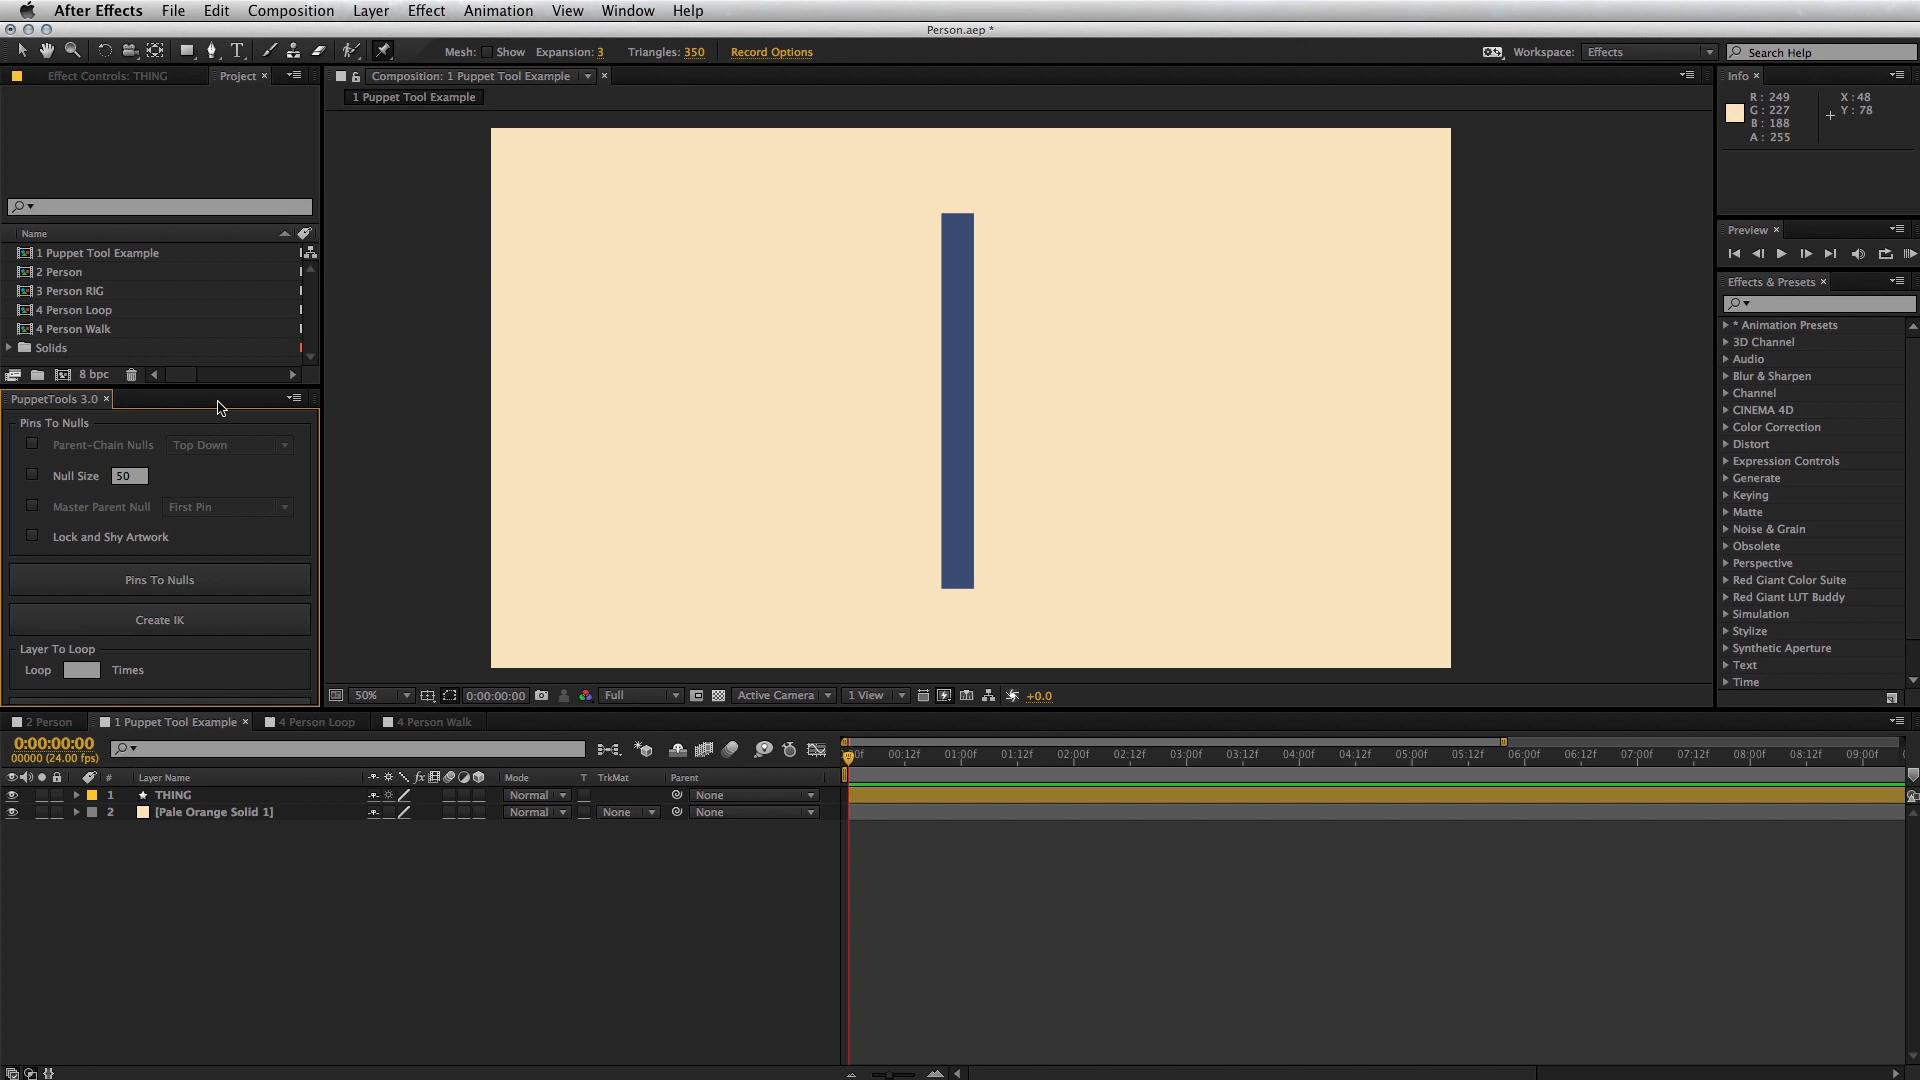 After Effects File Edit Composition Layer Effect Animation View Window Help
Person.aep *
Mesh: Show Expansion: 3 Triangles: 350 Record Options Workspace: Effects Search Help
Effect Controls: THING Project Composition: 1 Puppet Tool Example Info
1 Puppet Tool Example
R: 249 X: 48
G: 227 Y: 78
B: 188
A: 255
Preview
Name
1 Puppet Tool Example
2 Person
3 Person RIG
4 Person Loop
4 Person Walk
Solids
8 bpc
Effects & Presets
* Animation Presets
3D Channel
Audio
Blur & Sharpen
Channel
CINEMA 4D
Color Correction
Distort
Expression Controls
Generate
Keying
Matte
Noise & Grain
Obsolete
Perspective
Red Giant Color Suite
Red Giant LUT Buddy
Simulation
Stylize
Synthetic Aperture
Text
Time
PuppetTools 3.0
Pins To Nulls
Parent-Chain Nulls Top Down
Null Size 50
Master Parent Null First Pin
Lock and Shy Artwork
Pins To Nulls
Create IK
Layer To Loop
Loop Times
50% 0:00:00:00 Full Active Camera 1 View +0.0
2 Person 1 Puppet Tool Example 4 Person Loop 4 Person Walk
0:00:00:00
00000 (24.00 fps)
00f 00:12f 01:00f 01:12f 02:00f 02:12f 03:00f 03:12f 04:00f 04:12f 05:00f 05:12f 06:00f 06:12f 07:00f 07:12f 08:00f 08:12f 09:00f
# Layer Name fx Mode T TrkMat Parent
1 THING Normal None
2 [Pale Orange Solid 1] Normal None None